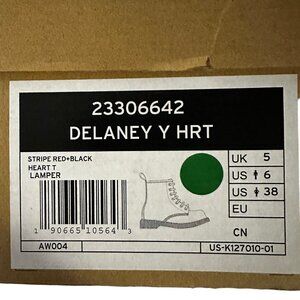 23306642
DELANEY Y HRT
STRIPE RED+BLACK
HEART T
LAMPER
UK 5
US 6
US 38
EU
1 90665 10564 3
CN
AW004
US-K127010-01